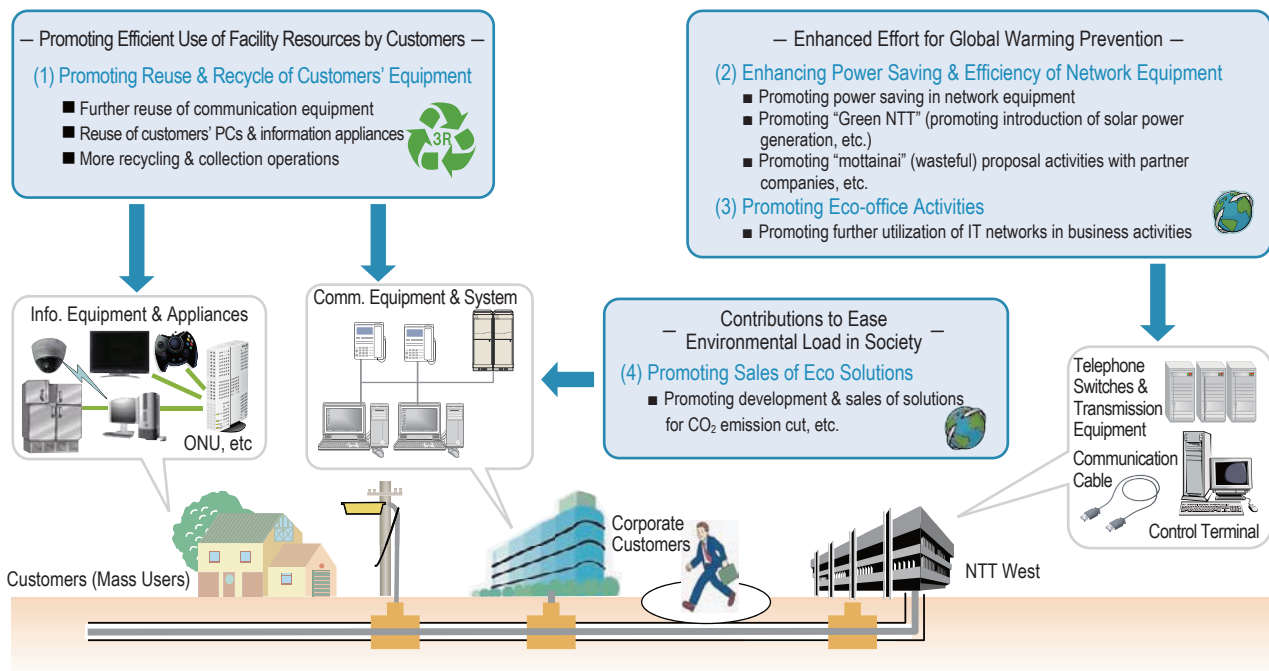 — Promoting Efficient Use of Facility Resources by Customers —
(1) Promoting Reuse & Recycle of Customers’ Equipment
■ Further reuse of communication equipment
■ Reuse of customers’ PCs & information appliances
■ More recycling & collection operations
3R
— Enhanced Effort for Global Warming Prevention —
(2) Enhancing Power Saving & Efficiency of Network Equipment
■ Promoting power saving in network equipment
■ Promoting “Green NTT” (promoting introduction of solar power
generation, etc.)
■ Promoting “mottainai” (wasteful) proposal activities with partner
companies, etc.
(3) Promoting Eco-office Activities
■ Promoting further utilization of IT networks in business activities
Info. Equipment & Appliances
ONU, etc
Comm. Equipment & System
— Contributions to Ease —
Environmental Load in Society
(4) Promoting Sales of Eco Solutions
■ Promoting development & sales of solutions
for CO₂ emission cut, etc.
Telephone
Switches &
Transmission
Equipment
Communication
Cable
Control Terminal
Customers (Mass Users)
Corporate
Customers
NTT West